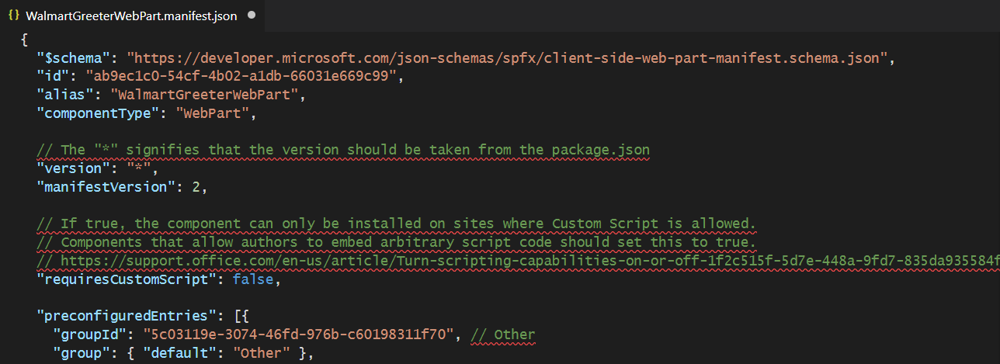 {} WalmartGreeterWebPart.manifest.json ●
{
"$schema": "https://developer.microsoft.com/json-schemas/spfx/client-side-web-part-manifest.schema.json",
"id": "ab9ec1c0-54cf-4b02-a1db-66031e669c99",
"alias": "WalmartGreeterWebPart",
"componentType": "WebPart",
// The "*" signifies that the version should be taken from the package.json
"version": "*",
"manifestVersion": 2,
// If true, the component can only be installed on sites where Custom Script is allowed.
// Components that allow authors to embed arbitrary script code should set this to true.
// https://support.office.com/en-us/article/Turn-scripting-capabilities-on-or-off-1f2c515f-5d7e-448a-9fd7-835da935584f
"requiresCustomScript": false,
"preconfiguredEntries": [{
"groupId": "5c03119e-3074-46fd-976b-c60198311f70", // Other
"group": { "default": "Other" },